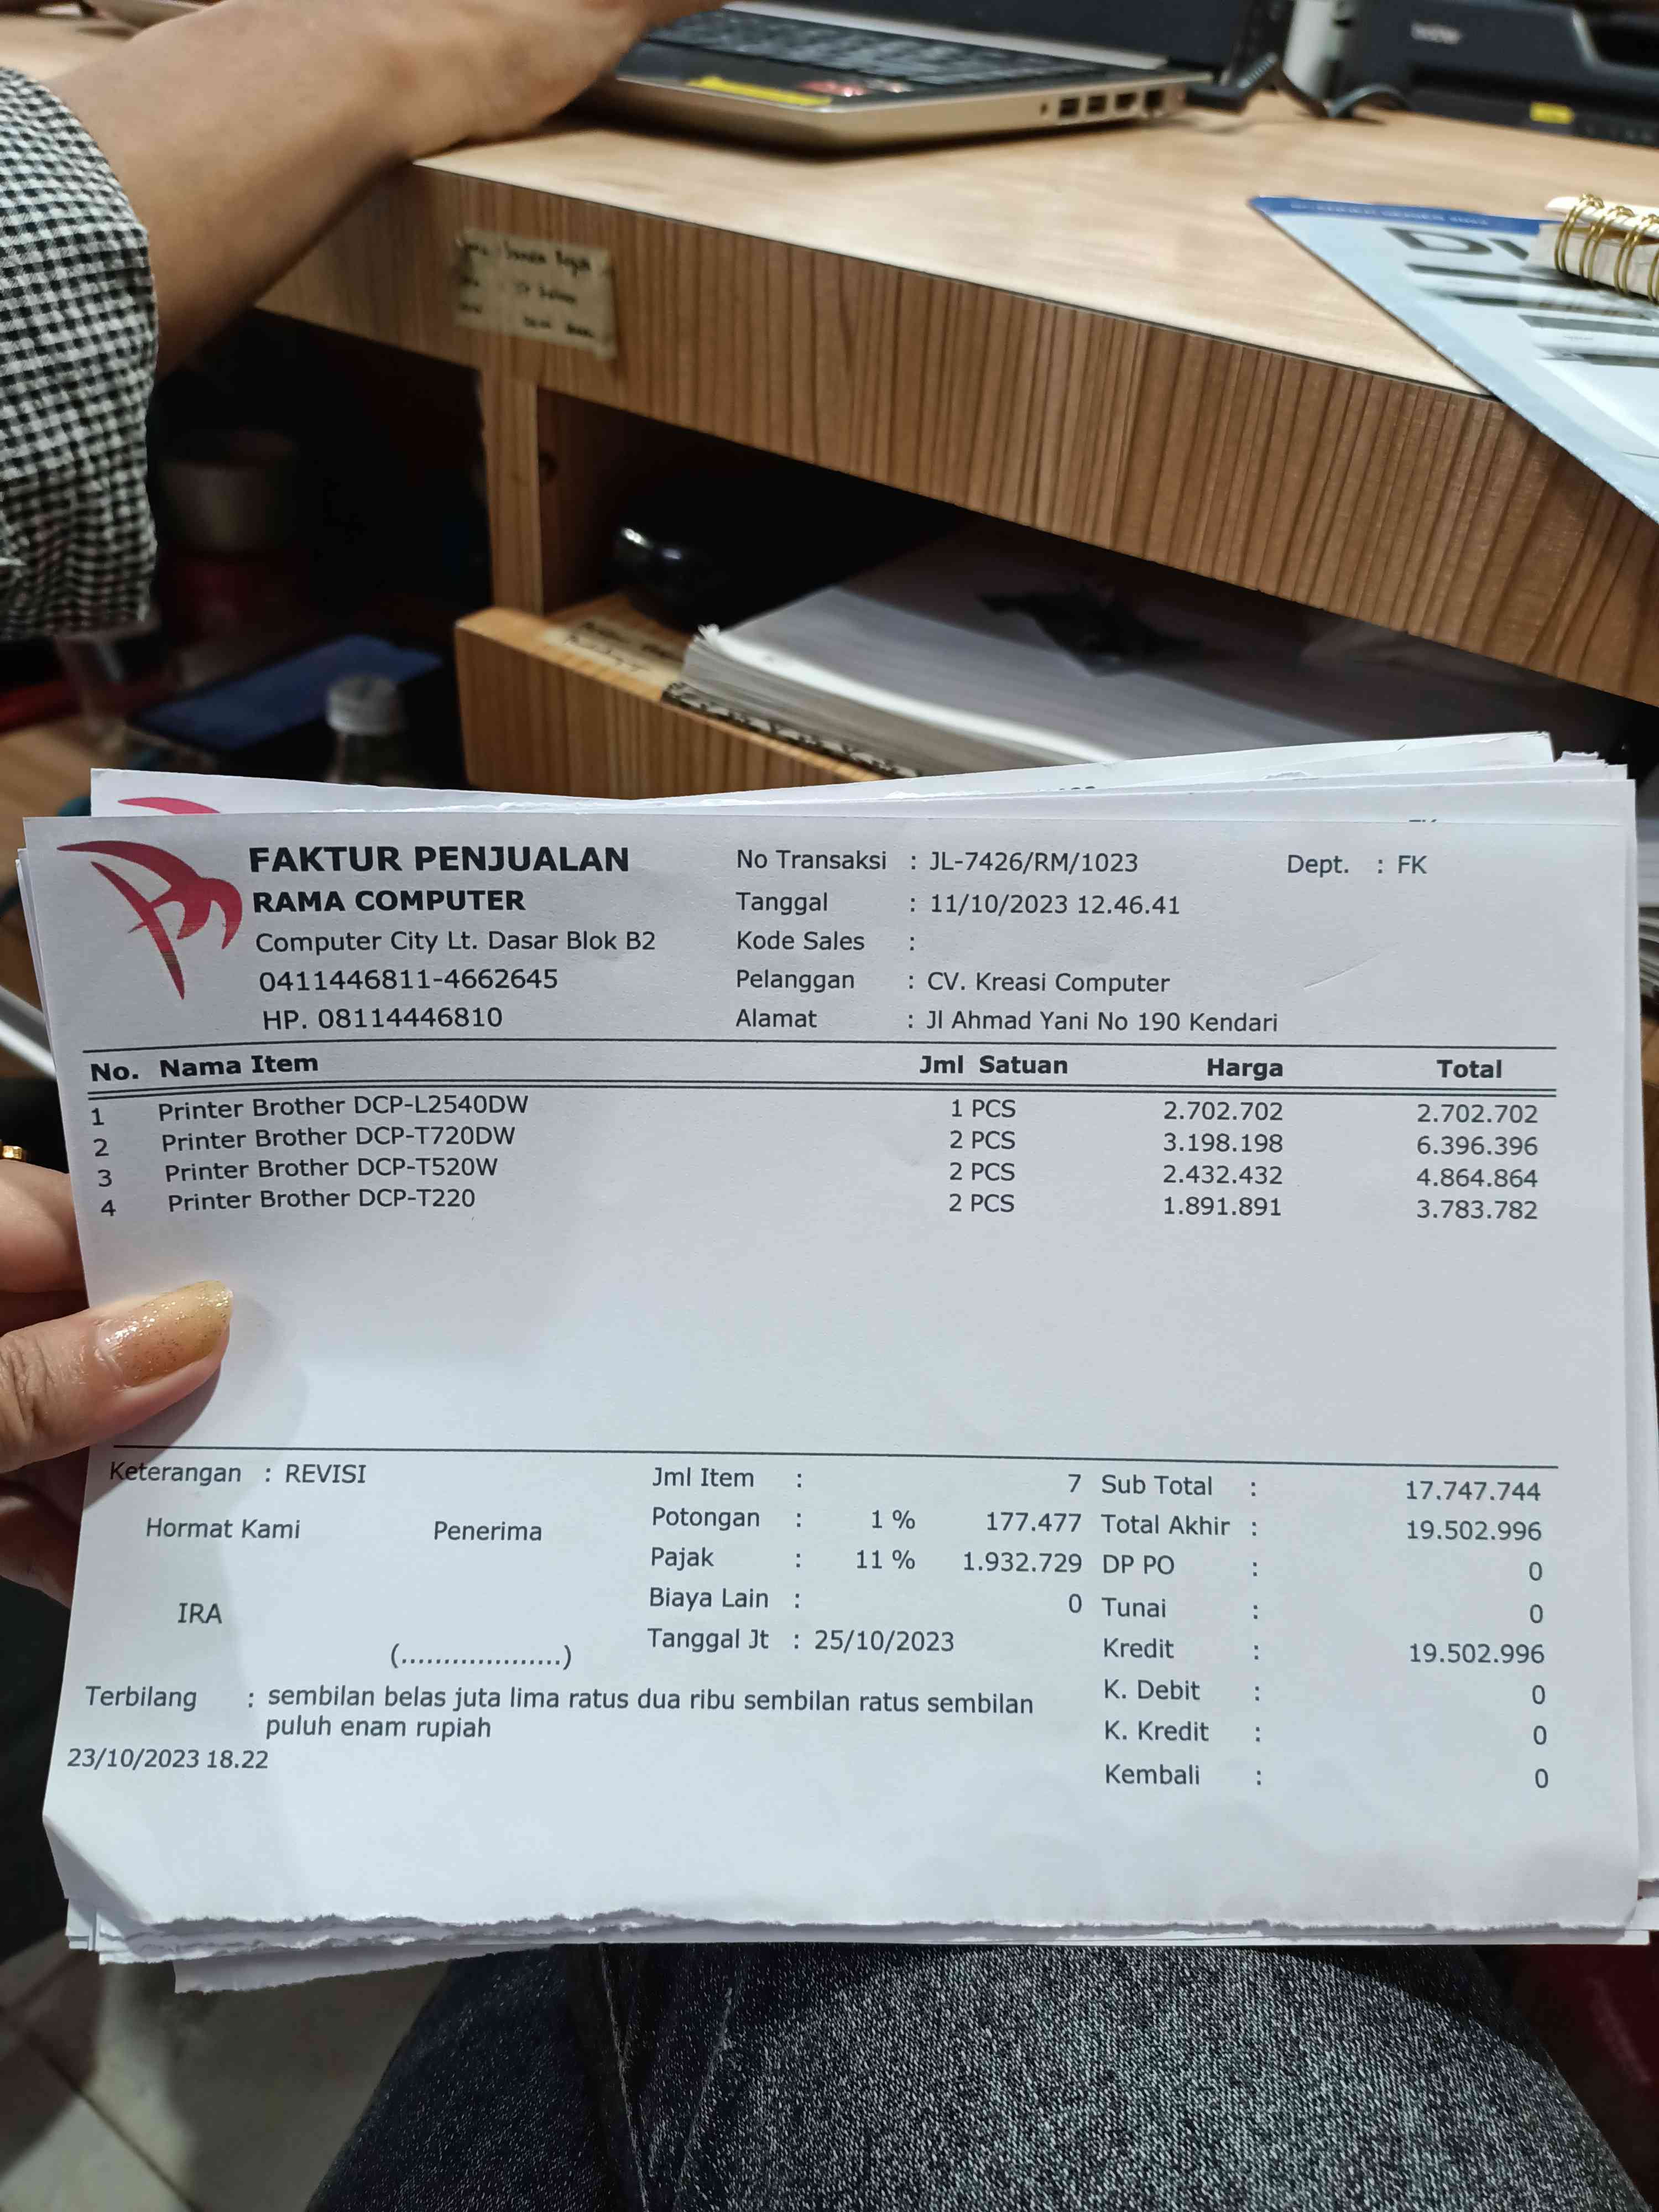 brother
FAKTUR PENJUALAN
RAMA COMPUTER
Computer City Lt. Dasar Blok B2
0411446811-4662645
HP. 08114446810
No Transaksi : JL-7426/RM/1023
Dept. : FK
Tanggal : 11/10/2023 12.46.41
Kode Sales :
Pelanggan : CV. Kreasi Computer
Alamat : Jl Ahmad Yani No 190 Kendari
No. Nama Item Jml Satuan Harga Total
1 Printer Brother DCP-L2540DW 1 PCS 2.702.702 2.702.702
2 Printer Brother DCP-T720DW 2 PCS 3.198.198 6.396.396
3 Printer Brother DCP-T520W 2 PCS 2.432.432 4.864.864
4 Printer Brother DCP-T220 2 PCS 1.891.891 3.783.782
Keterangan : REVISI
Hormat Kami Penerima
IRA
(...................)
Jml Item : 7
Potongan : 1 % 177.477
Pajak : 11 % 1.932.729
Biaya Lain : 0
Tanggal Jt : 25/10/2023
Sub Total : 17.747.744
Total Akhir : 19.502.996
DP PO : 0
Tunai : 0
Kredit : 19.502.996
K. Debit : 0
K. Kredit : 0
Kembali : 0
Terbilang : sembilan belas juta lima ratus dua ribu sembilan ratus sembilan
puluh enam rupiah
23/10/2023 18.22